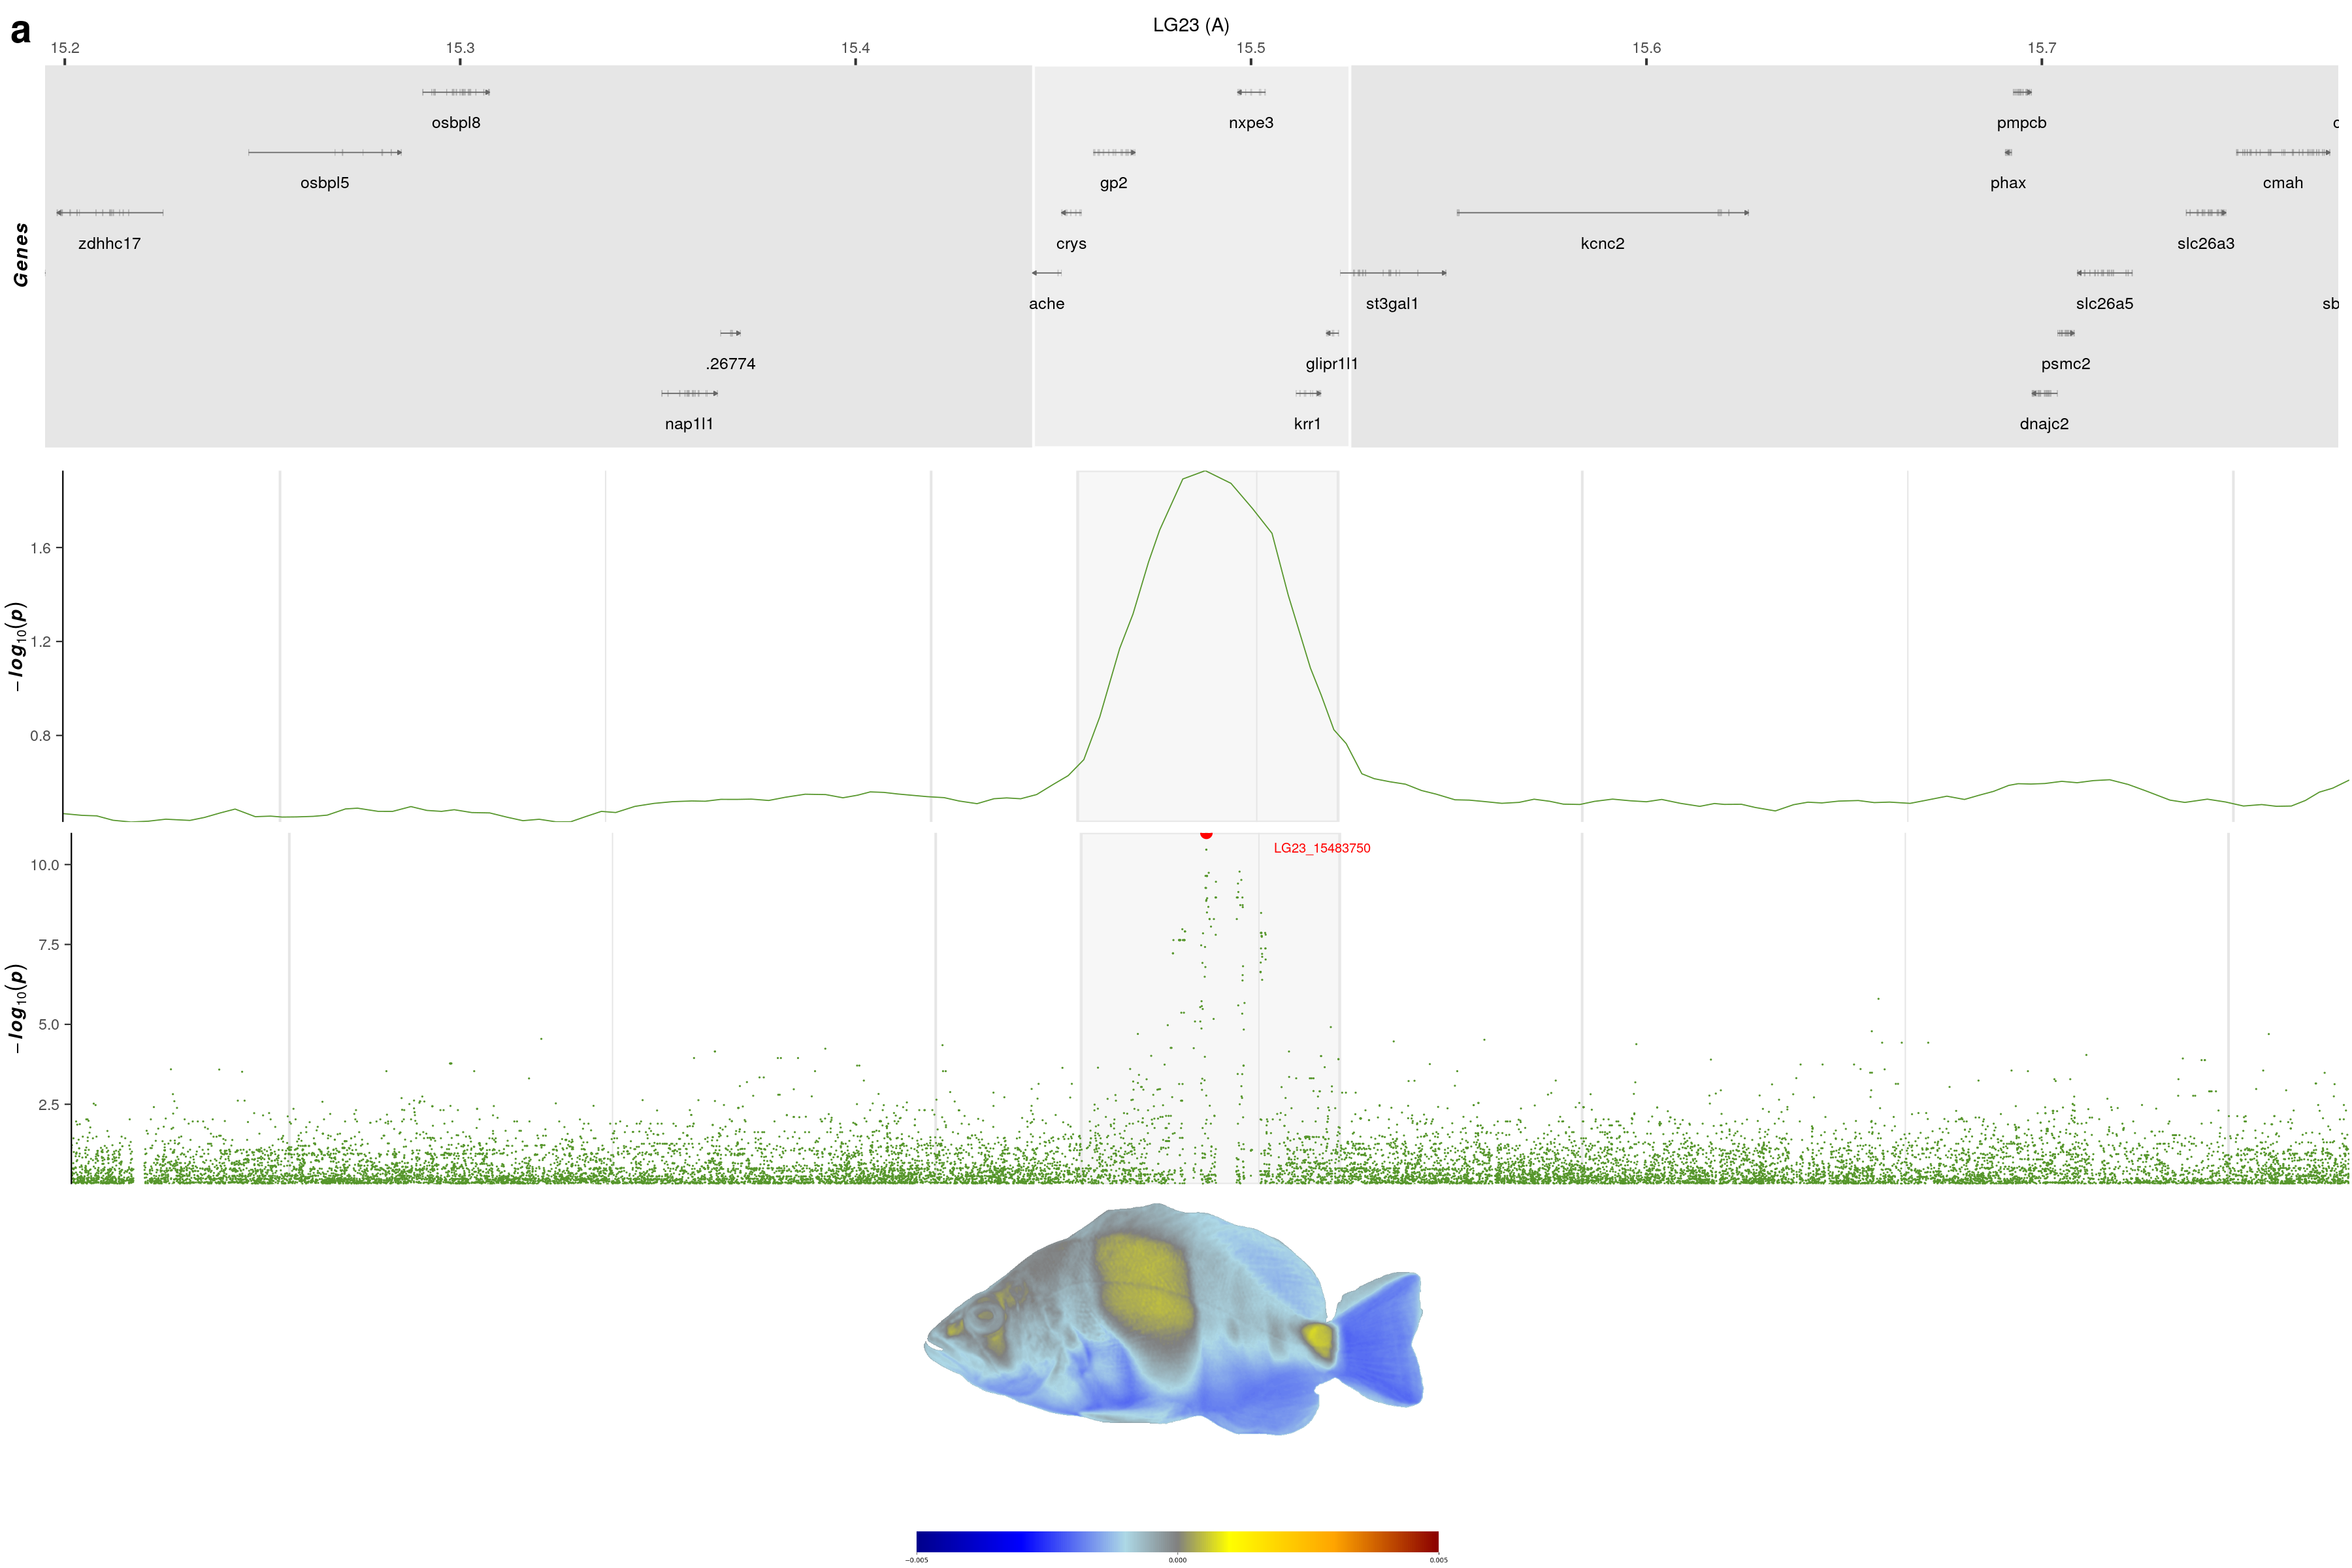 a
LG23 (A)
15.2 15.3 15.4 15.5 15.6 15.7
Genes
osbpl8 nxpe3 pmpcb c
osbpl5 gp2 phax cmah
zdhhc17 crys kcnc2 slc26a3
ache st3gal1 slc26a5 sb
.26774 glipr1l1 psmc2
nap1l1 krr1 dnajc2
−log10(p)
1.6
1.2
0.8
−log10(p)
LG23_15483750
10.0
7.5
5.0
2.5
−0.005 0.000 0.005